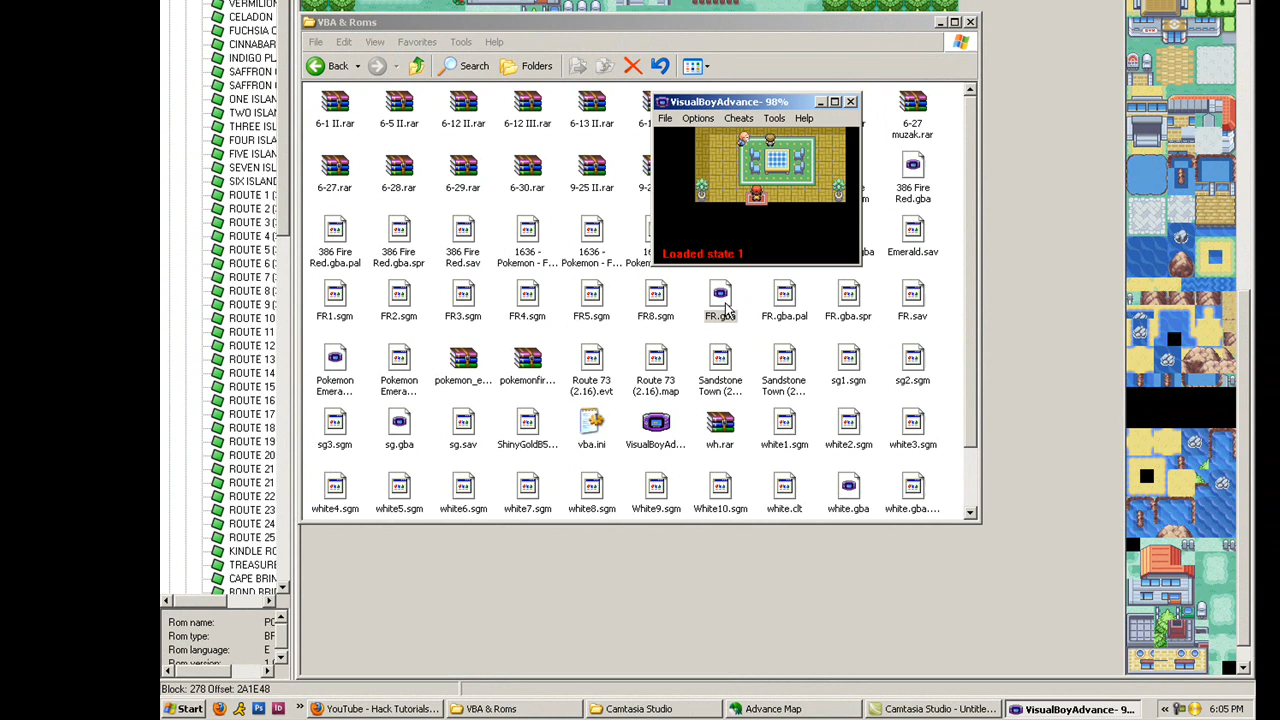 VERMILION
CELADON
FUCHSIA C
CINNABAR
INDIGO PL
SAFFRON
SAFFRON
ONE ISLAN
TWO ISLAN
THREE ISL
FOUR ISLA
FIVE ISLAN
SEVEN ISL
SIX ISLAN
ROUTE 1 (
ROUTE 2 (
ROUTE 3 (
ROUTE 4 [
ROUTE 5 (
ROUTE 6 (
ROUTE 7 (
ROUTE 8 (
ROUTE 9 (
ROUTE 10
ROUTE 11
ROUTE 12
ROUTE 13
ROUTE 14
ROUTE 15
ROUTE 16
ROUTE 17
ROUTE 18
ROUTE 19
ROUTE 20
ROUTE 21
ROUTE 22
ROUTE 23
ROUTE 24
ROUTE 25
KINDLE RO
TREASURE
CAPE BRIN
BOND BRID
Rom name: PO
Rom type: BP
Rom language: E
Rom version: 1
Block: 278 Offset: 2A1E48
VBA & Roms
File Edit View Favorites Tools Help
Back Search Folders
6-1 II.rar 6-5 II.rar 6-12 II.rar 6-12 III.rar 6-13 II.rar 6-27 muzak.rar
6-27.rar 6-28.rar 6-29.rar 6-30.rar 9-25 II.rar 386 Fire Red.gba
386 Fire Red.gba.pal 386 Fire Red.gba.spr 386 Fire Red.sav 1636 - Pokemon - F... 1636 - Pokemon - F... Emerald.sav
FR1.sgm FR2.sgm FR3.sgm FR4.sgm FR5.sgm FR8.sgm FR.gba FR.gba.pal FR.gba.spr FR.sav
Pokemon Emera... Pokemon Emera... pokemon_e... pokemonfir... Route 73 (2.16).evt Route 73 (2.16).map Sandstone Town (2... Sandstone Town (2... sg1.sgm sg2.sgm
sg3.sgm sg.gba sg.sav ShinyGoldB5... vba.ini VisualBoyAd... wh.rar white1.sgm white2.sgm white3.sgm
white4.sgm white5.sgm white6.sgm white7.sgm white8.sgm White9.sgm White10.sgm white.clt white.gba white.gba....
VisualBoyAdvance- 98%
File Options Cheats Tools Help
Loaded state 1
Start YouTube - Hack Tutorials... VBA & Roms Camtasia Studio Advance Map Camtasia Studio - Untitle... VisualBoyAdvance- 9... 6:05 PM